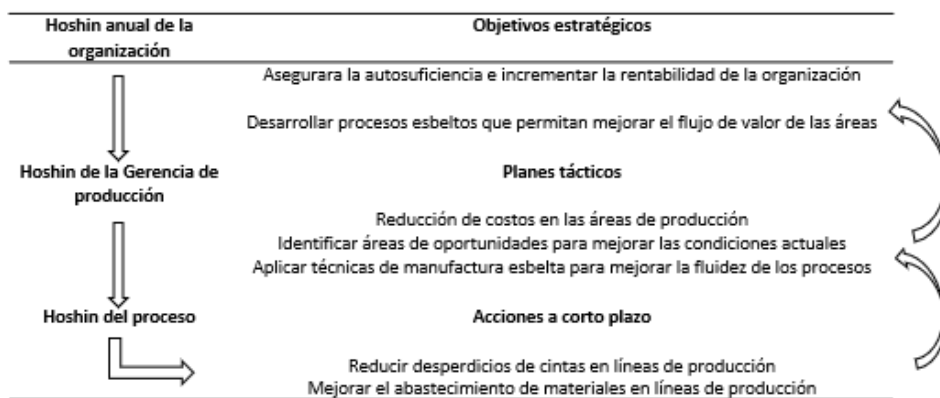 Hoshin anual de la organización
Objetivos estratégicos
Asegurara la autosuficiencia e incrementar la rentabilidad de la organización
Desarrollar procesos esbeltos que permitan mejorar el flujo de valor de las áreas
Hoshin de la Gerencia de producción
Planes tácticos
Reducción de costos en las áreas de producción
Identificar áreas de oportunidades para mejorar las condiciones actuales
Aplicar técnicas de manufactura esbelta para mejorar la fluidez de los procesos
Hoshin del proceso
Acciones a corto plazo
Reducir desperdicios de cintas en líneas de producción
Mejorar el abastecimiento de materiales en líneas de producción